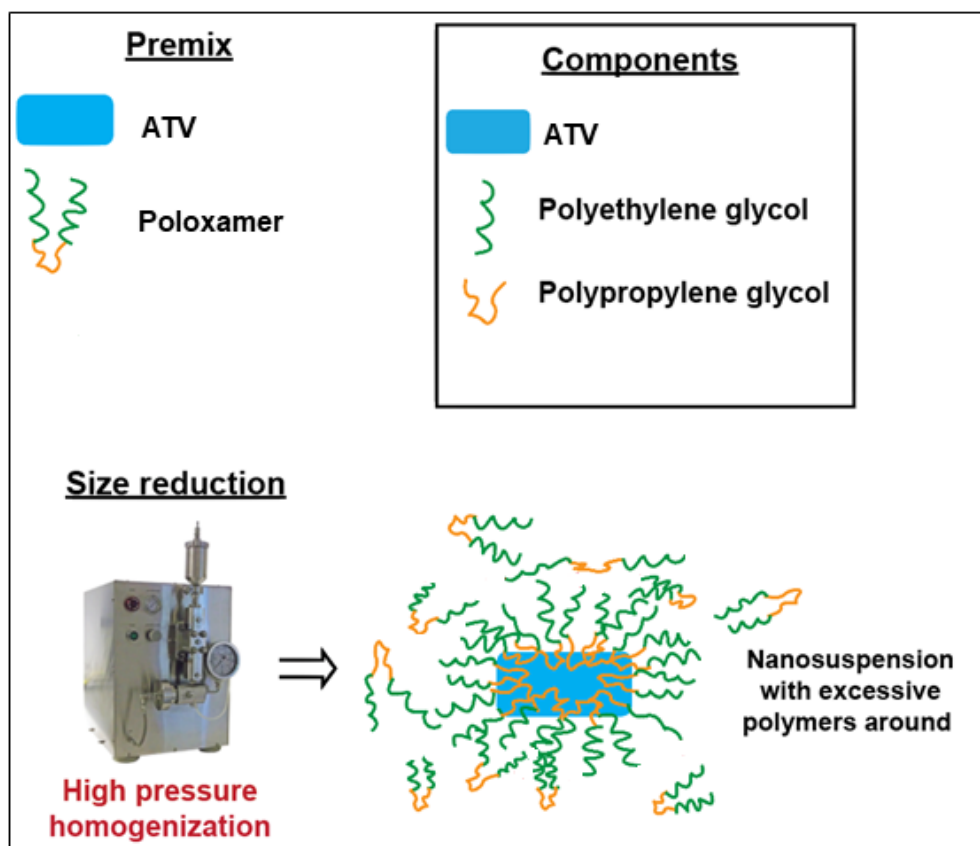 Premix
ATV
Poloxamer
Components
ATV
Polyethylene glycol
Polypropylene glycol
Size reduction
High pressure
homogenization
Nanosuspension
with excessive
polymers around